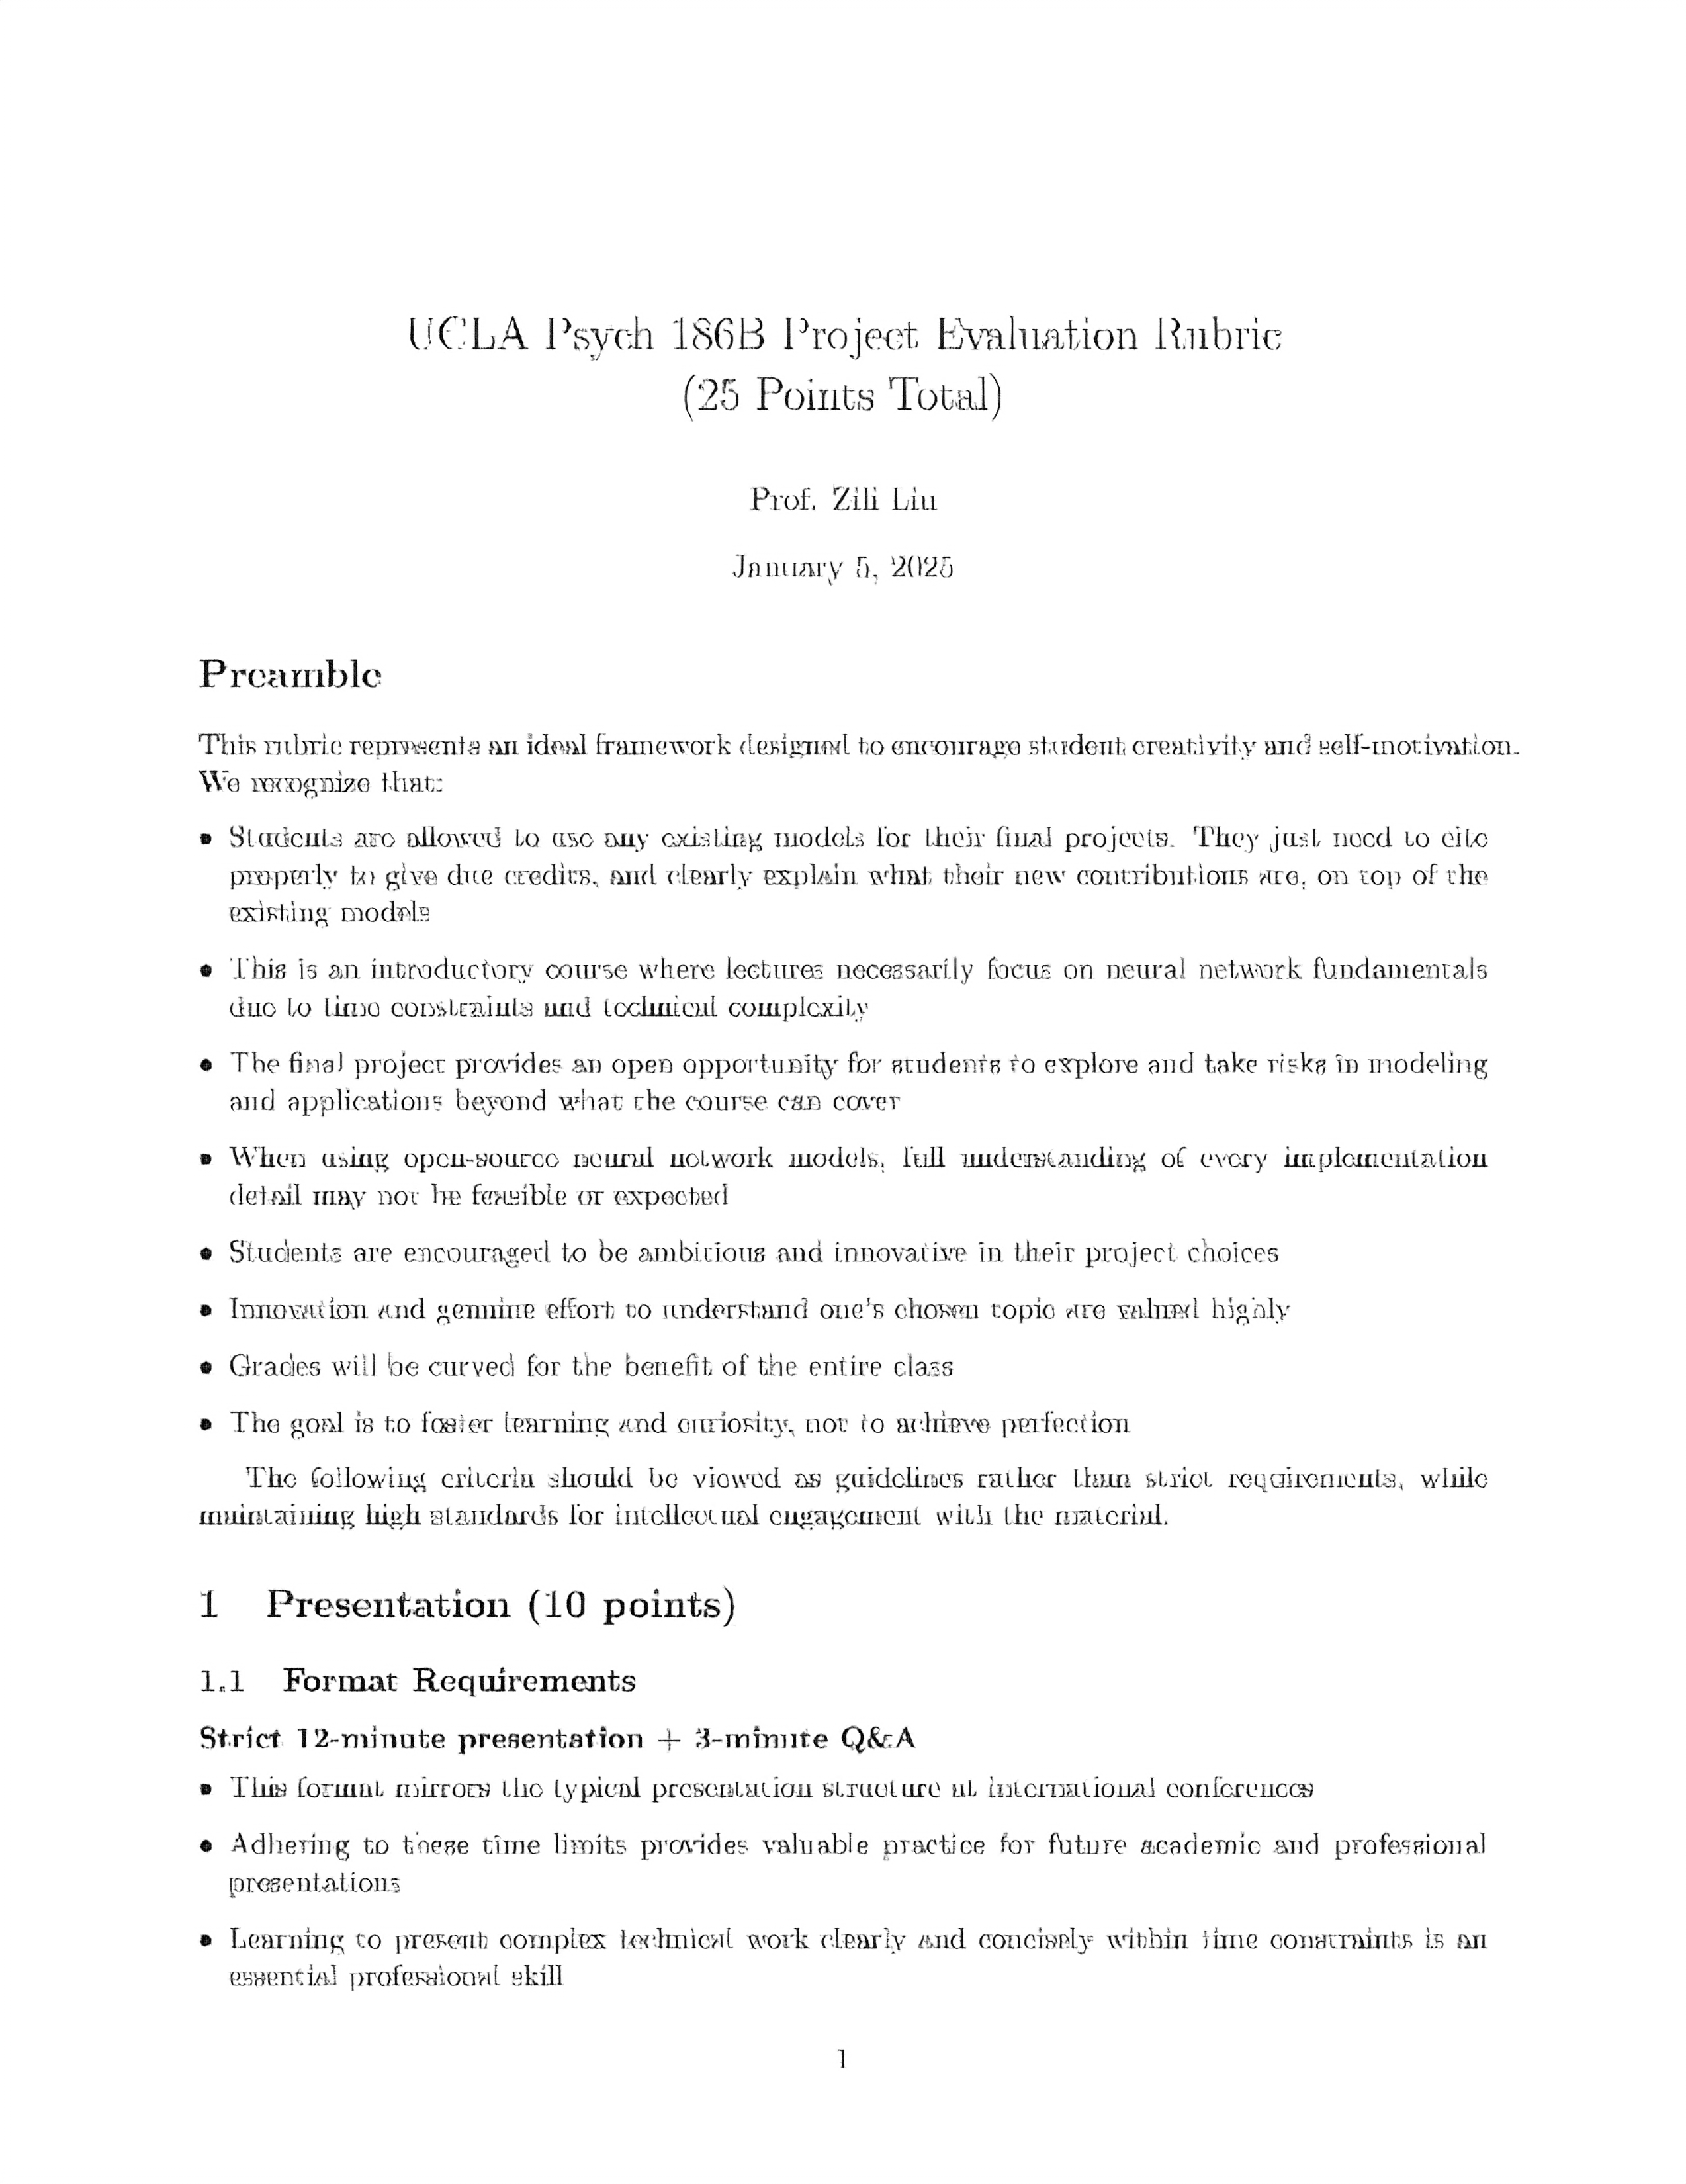 UCLA Psych 186B Project Evaluation Rubric
(25 Points Total)
Prof. Zili Liu
January 5, 2025
Preamble
This rubric represents an ideal framework designed to encourage student creativity and self-motivation.
We recognize that:
• Students are allowed to use any existing models for their final projects. They just need to cite
properly to give due credits, and clearly explain what their new contributions are, on top of the
existing models
• This is an introductory course where lectures necessarily focus on neural network fundamentals
due to time constraints and technical complexity
• The final project provides an open opportunity for students to explore and take risks in modeling
and applications beyond what the course can cover
• When using open-source neural network models, full understanding of every implementation
detail may not be feasible or expected
• Students are encouraged to be ambitious and innovative in their project choices
• Innovation and genuine effort to understand one's chosen topic are valued highly
• Grades will be curved for the benefit of the entire class
• The goal is to foster learning and curiosity, not to achieve perfection
The following criteria should be viewed as guidelines rather than strict requirements, while
maintaining high standards for intellectual engagement with the material.
1 Presentation (10 points)
1.1 Format Requirements
Strict 12-minute presentation + 3-minute Q&A
• This format mirrors the typical presentation structure at international conferences
• Adhering to these time limits provides valuable practice for future academic and professional
presentations
• Learning to present complex technical work clearly and concisely within time constraints is an
essential professional skill
1